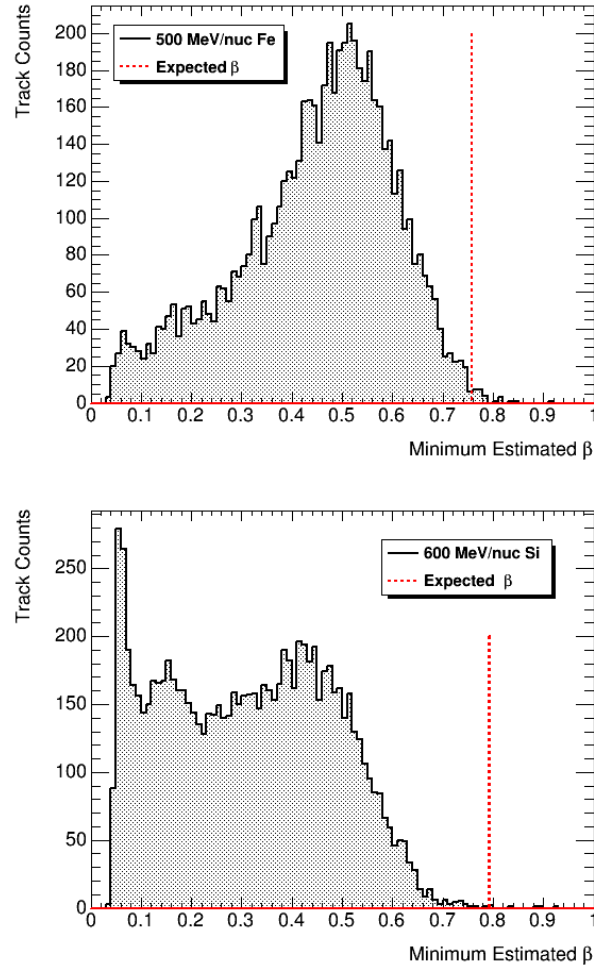 Track Counts
200
180
160
140
120
100
80
60
40
20
0
500 MeV/nuc Fe
Expected β
0 0.1 0.2 0.3 0.4 0.5 0.6 0.7 0.8 0.9 1
Minimum Estimated β
Track Counts
250
200
150
100
50
0
600 MeV/nuc Si
Expected β
0 0.1 0.2 0.3 0.4 0.5 0.6 0.7 0.8 0.9 1
Minimum Estimated β